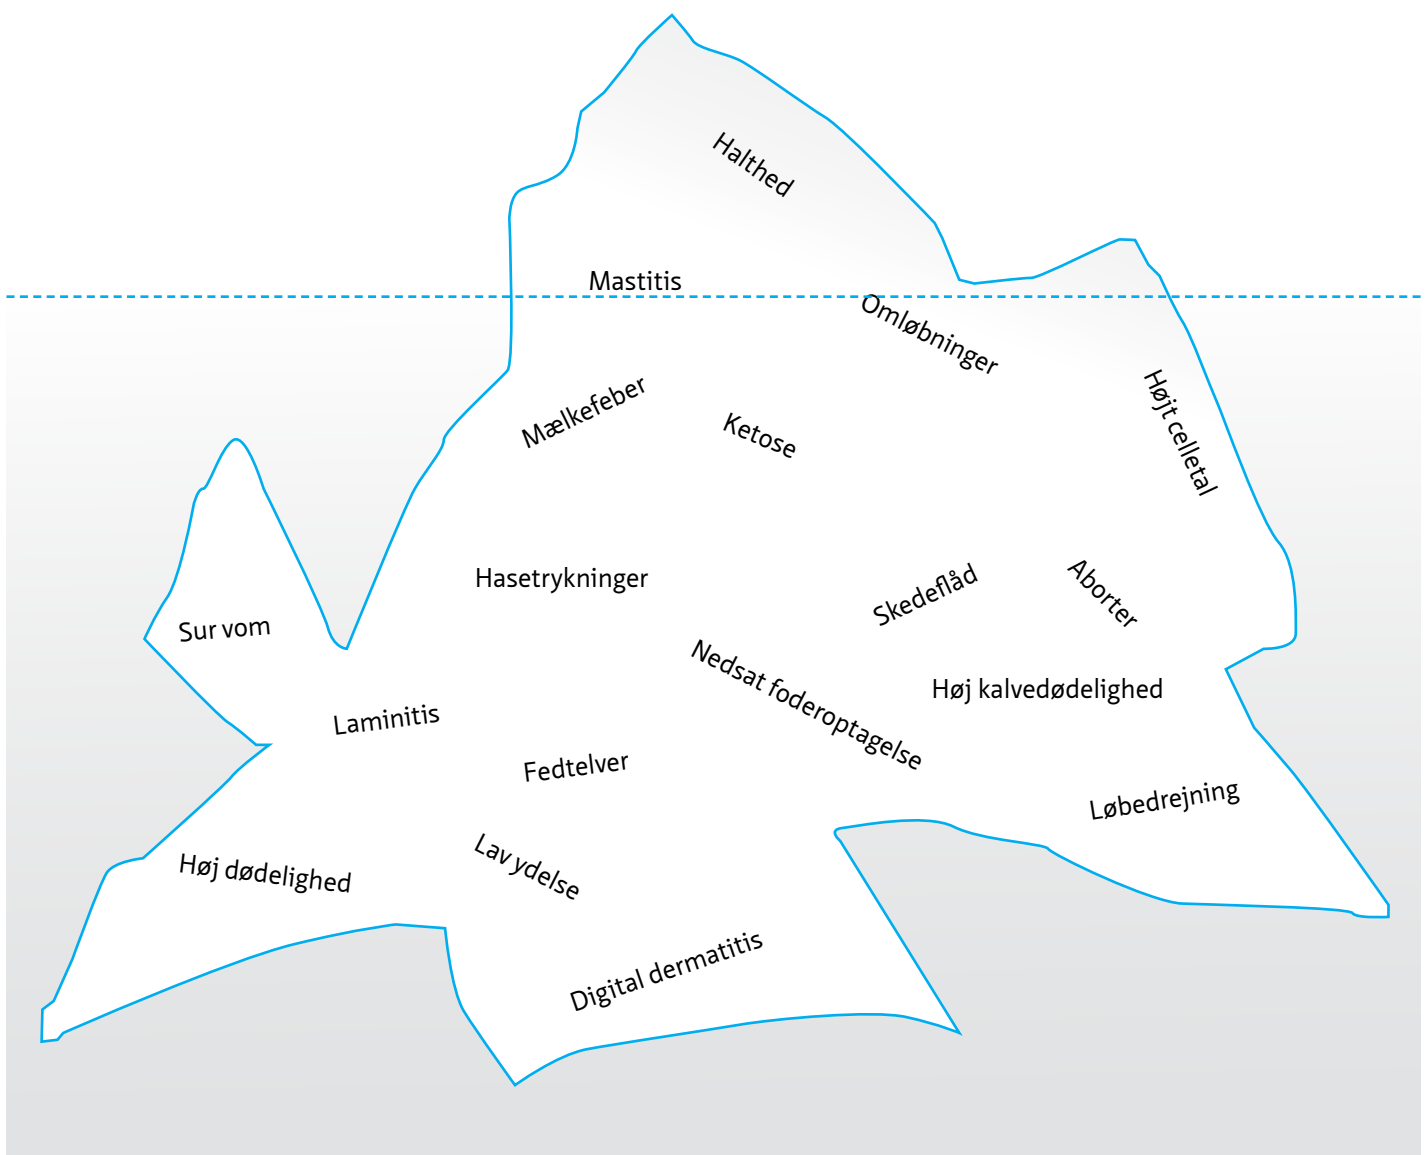 Halthed
Mastitis
Omløbninger
Mælkefeber
Ketose
Højt celletal
Hasetrykninger
Skedeflåd
Aborter
Sur vom
Nedsat foderoptagelse
Høj kalvedødelighed
Laminitis
Fedtelver
Løbedrejning
Høj dødelighed
Lav ydelse
Digital dermatitis